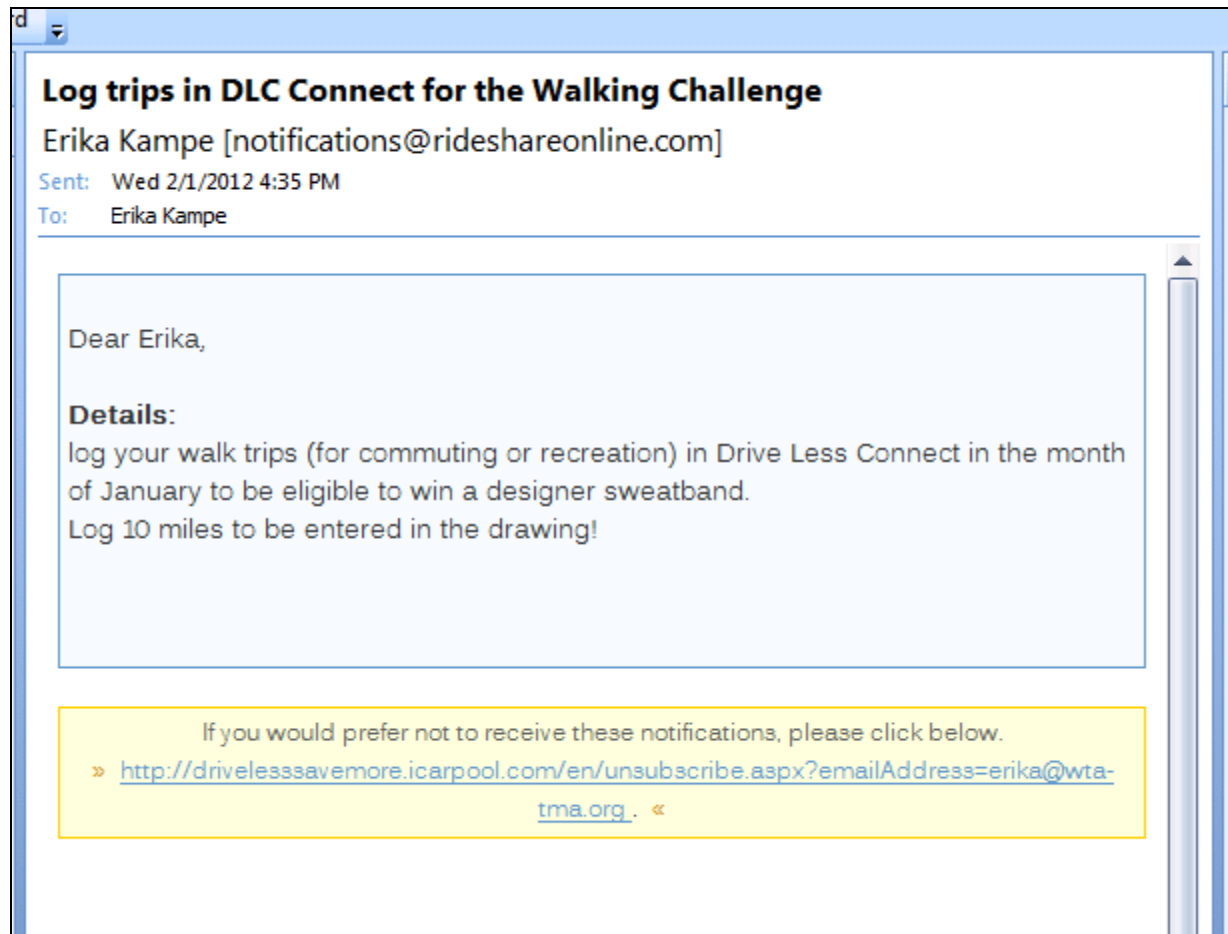 rd
Log trips in DLC Connect for the Walking Challenge
Erika Kampe [notifications@rideshareonline.com]
Sent: Wed 2/1/2012 4:35 PM
To: Erika Kampe
Dear Erika,
Details:
log your walk trips (for commuting or recreation) in Drive Less Connect in the month
of January to be eligible to win a designer sweatband.
Log 10 miles to be entered in the drawing!
If you would prefer not to receive these notifications, please click below.
» http://drivelesssavemore.icarpool.com/en/unsubscribe.aspx?emailAddress=erika@wta-
tma.org . «